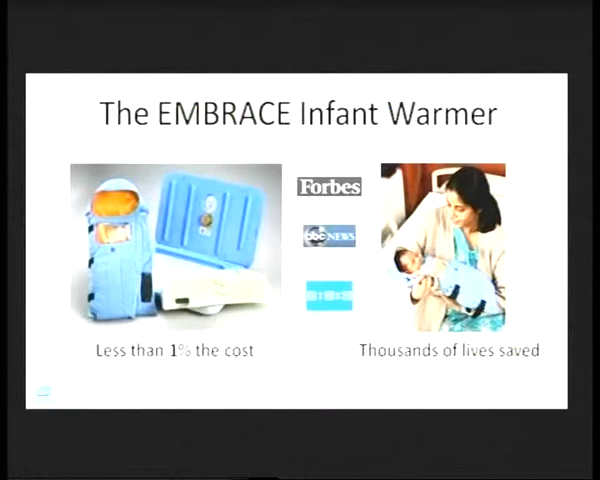 The EMBRACE Infant Warmer
Forbes
abc NEWS
Less than 1% the cost
Thousands of lives saved